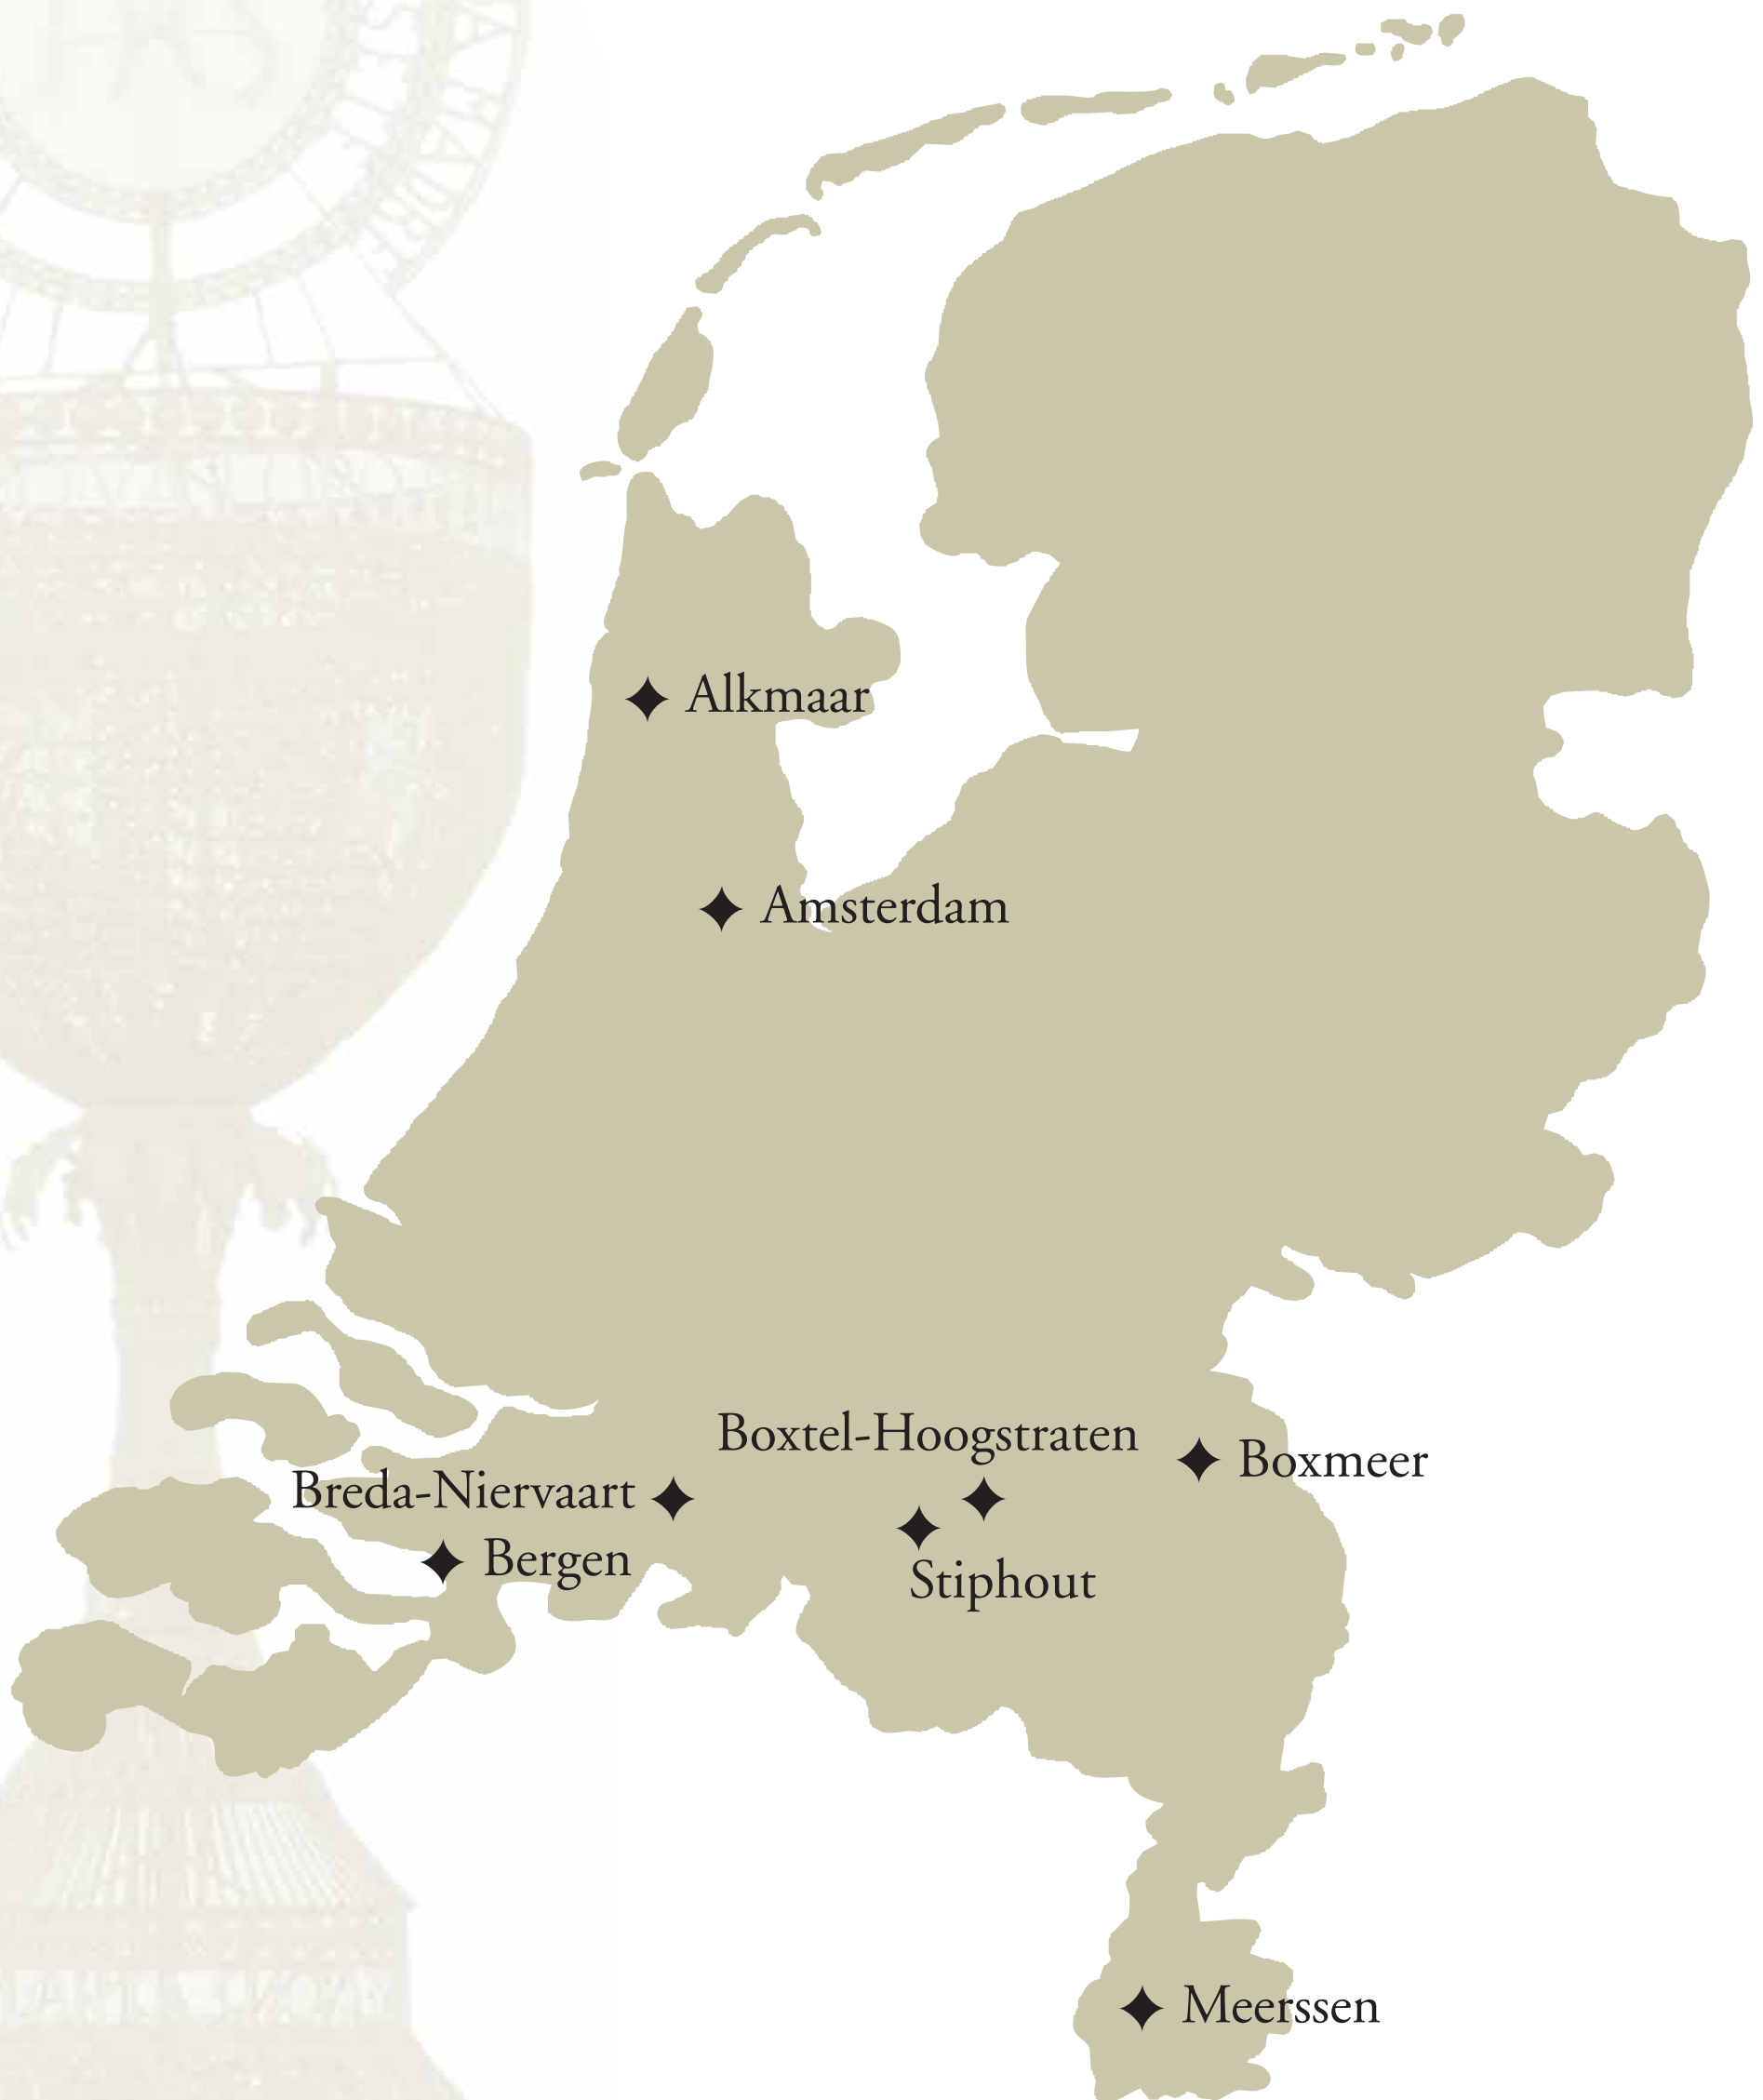 Alkmaar
Amsterdam
Boxtel-Hoogstraten
Boxmeer
Breda-Niervaart
Bergen
Stiphout
Meerssen